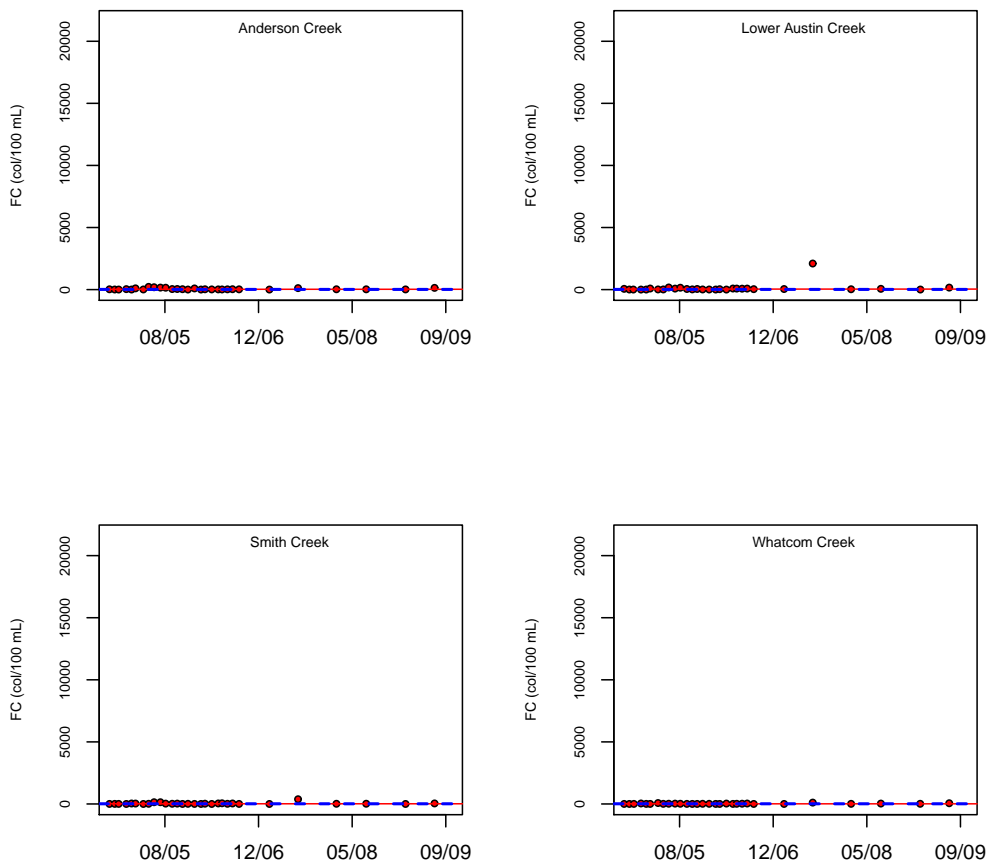 Anderson Creek
FC (col/100 mL)
20000
15000
10000
5000
0
08/05 12/06 05/08 09/09
Lower Austin Creek
FC (col/100 mL)
20000
15000
10000
5000
0
08/05 12/06 05/08 09/09
Smith Creek
FC (col/100 mL)
20000
15000
10000
5000
0
08/05 12/06 05/08 09/09
Whatcom Creek
FC (col/100 mL)
20000
15000
10000
5000
0
08/05 12/06 05/08 09/09